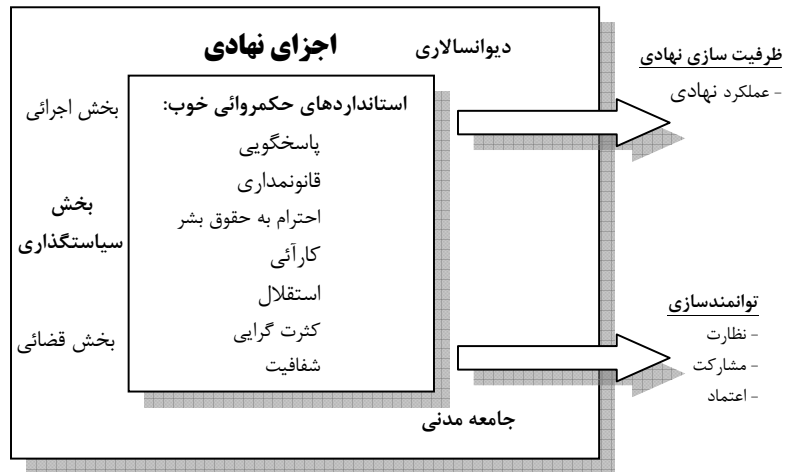 اجزای نهادی
دیوانسالاری
بخش اجرائی
بخش
سیاستگذاری
بخش قضائی
استانداردهای حکمروائی خوب:
پاسخگویی
قانونمداری
احترام به حقوق بشر
کارآئی
استقلال
کثرت گرایی
شفافیت
جامعه مدنی
ظرفیت سازی نهادی
- عملکرد نهادی
توانمندسازی
- نظارت
- مشارکت
- اعتماد